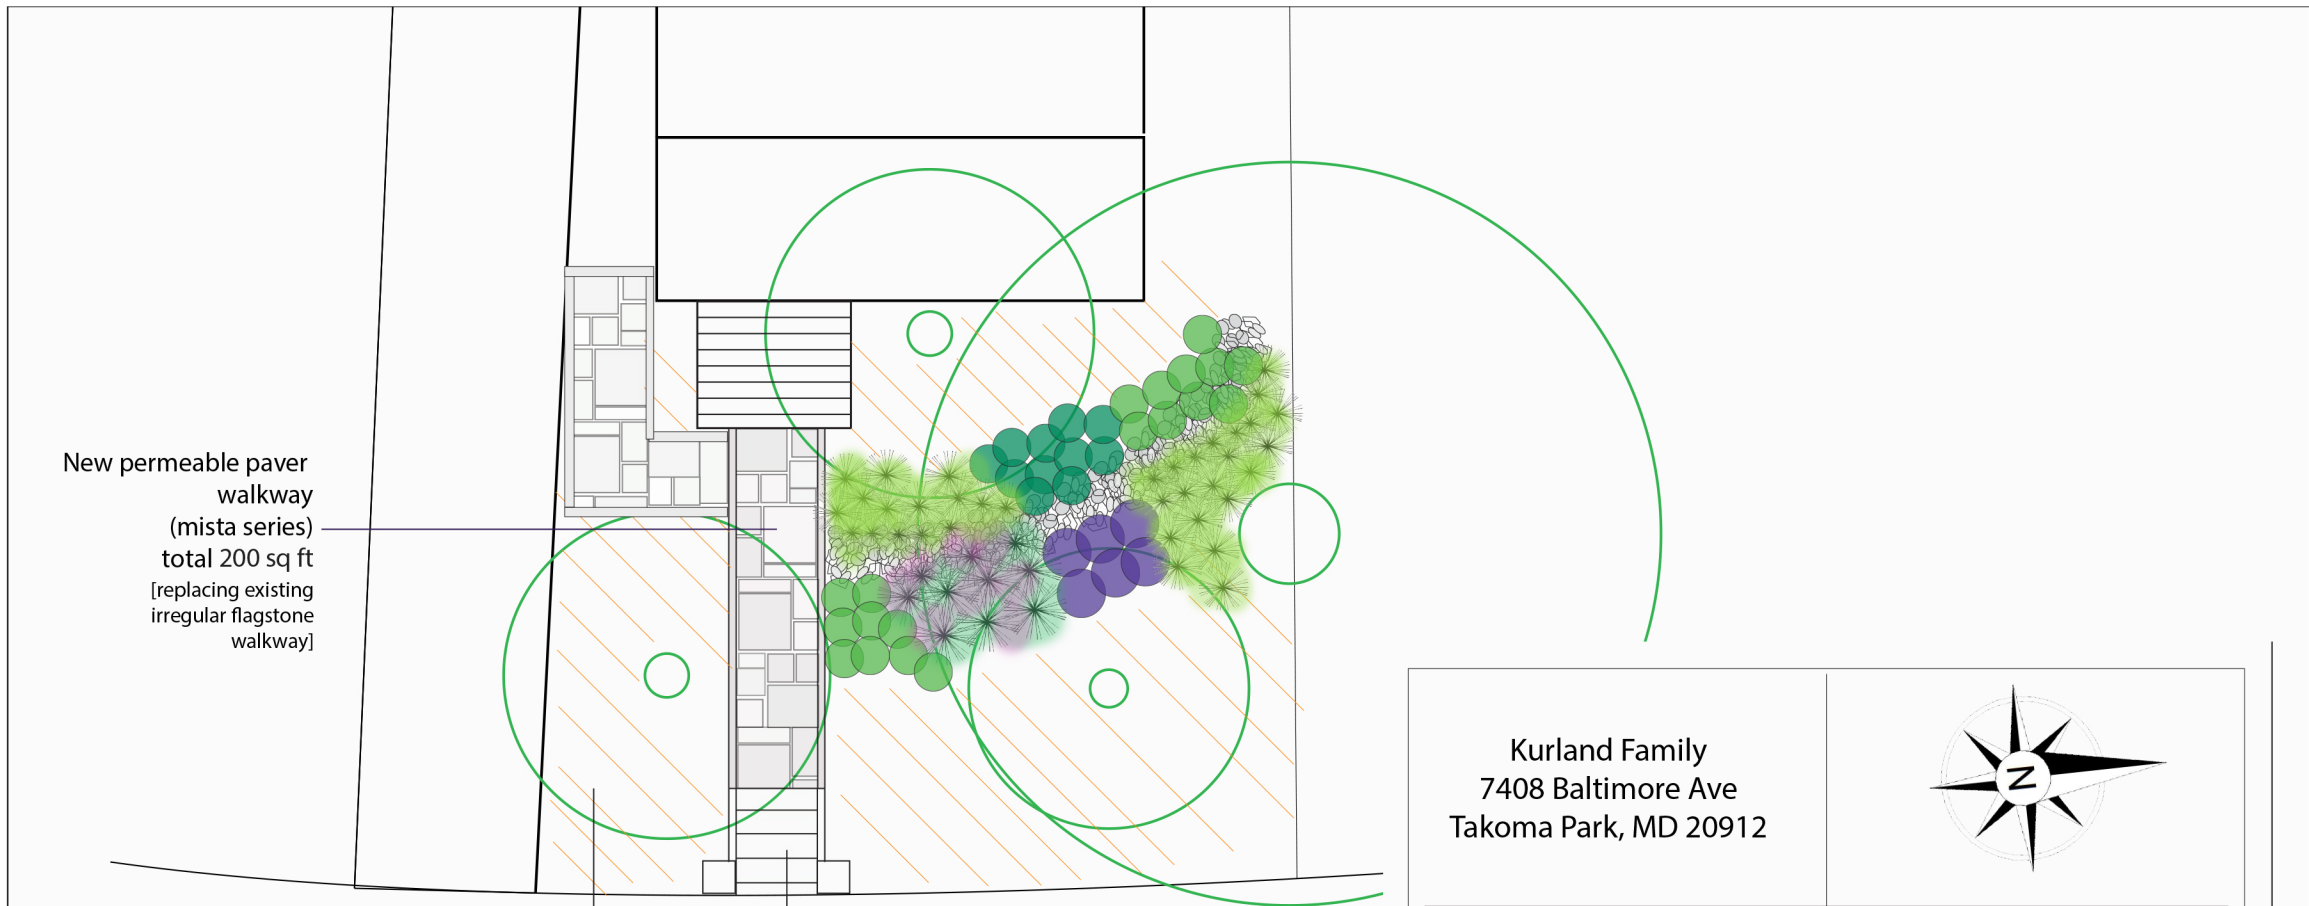 New permeable paver
walkway
(mista series)
total 200 sq ft
[replacing existing
irregular flagstone
walkway]
Kurland Family
7408 Baltimore Ave
Takoma Park, MD 20912
N